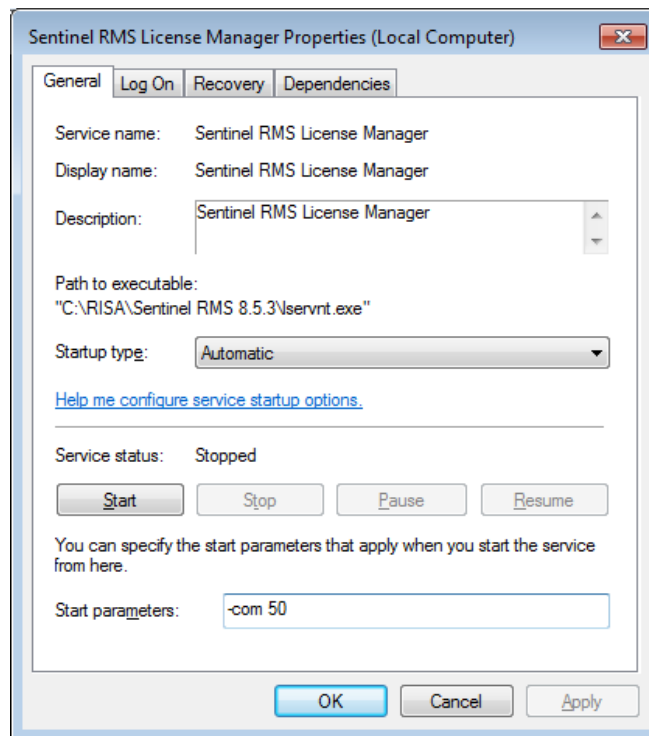 Sentinel RMS License Manager Properties (Local Computer)
General Log On Recovery Dependencies
Service name: Sentinel RMS License Manager
Display name: Sentinel RMS License Manager
Description: Sentinel RMS License Manager
Path to executable:
"C:\RISA\Sentinel RMS 8.5.3\lservnt.exe"
Startup type: Automatic
Help me configure service startup options.
Service status: Stopped
Start Stop Pause Resume
You can specify the start parameters that apply when you start the service
from here.
Start parameters: -com 50
OK Cancel Apply